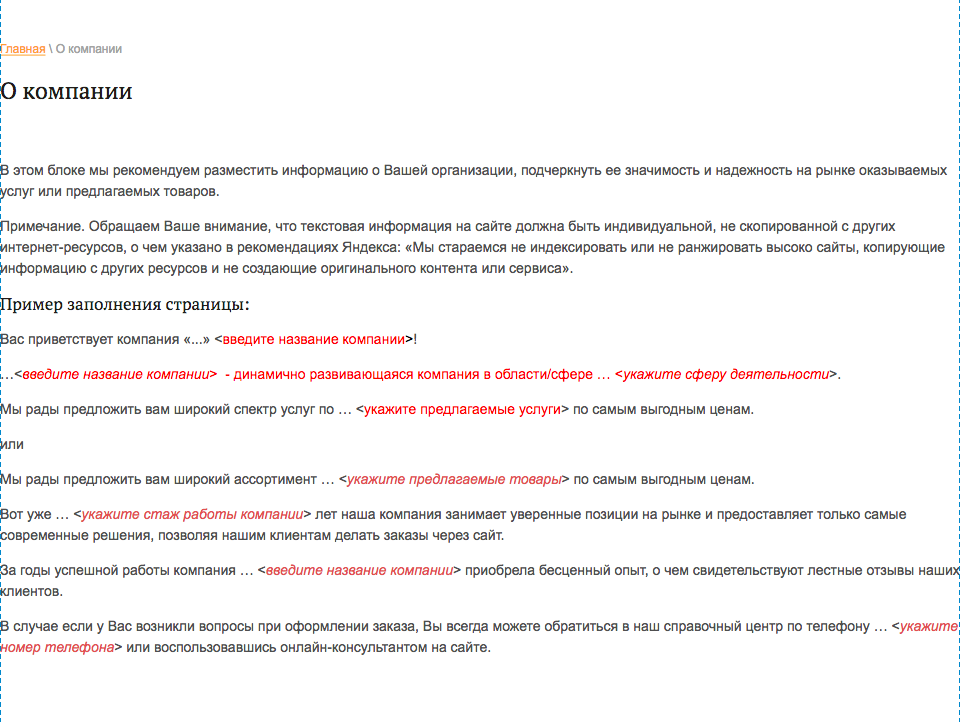 Главная \ О компании
О компании
В этом блоке мы рекомендуем разместить информацию о Вашей организации, подчеркнуть ее значимость и надежность на рынке оказываемых
услуг или предлагаемых товаров.
Примечание. Обращаем Ваше внимание, что текстовая информация на сайте должна быть индивидуальной, не скопированной с других
интернет-ресурсов, о чем указано в рекомендациях Яндекса: «Мы стараемся не индексировать или не ранжировать высоко сайты, копирующие
информацию с других ресурсов и не создающие оригинального контента или сервиса».
Пример заполнения страницы:
Вас приветствует компания «...» <введите название компании>!
…<введите название компании>  - динамично развивающаяся компания в области/сфере … <укажите сферу деятельности>.
Мы рады предложить вам широкий спектр услуг по … <укажите предлагаемые услуги> по самым выгодным ценам.
или
Мы рады предложить вам широкий ассортимент … <укажите предлагаемые товары> по самым выгодным ценам.
Вот уже … <укажите стаж работы компании> лет наша компания занимает уверенные позиции на рынке и предоставляет только самые
современные решения, позволяя нашим клиентам делать заказы через сайт.
За годы успешной работы компания … <введите название компании> приобрела бесценный опыт, о чем свидетельствуют лестные отзывы наших
клиентов.
В случае если у Вас возникли вопросы при оформлении заказа, Вы всегда можете обратиться в наш справочный центр по телефону … <укажите
номер телефона> или воспользовавшись онлайн-консультантом на сайте.